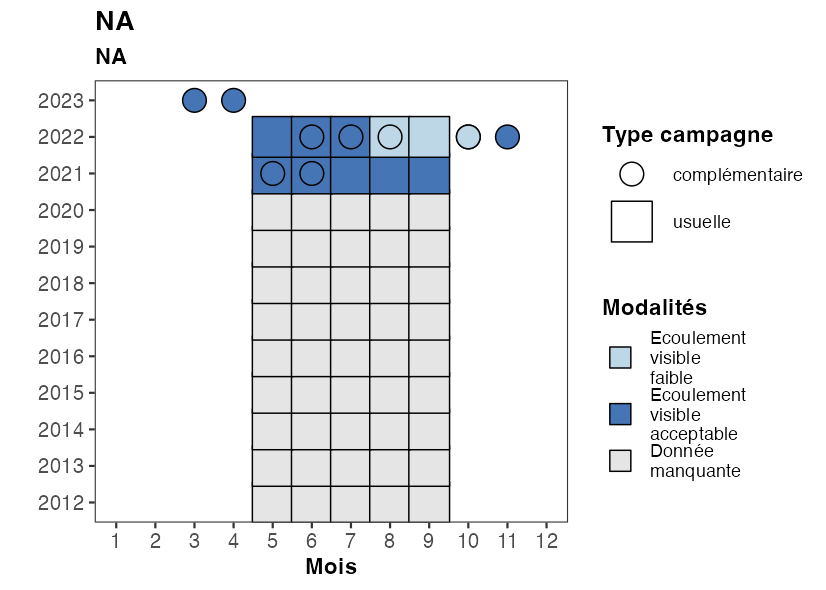 NA
NA
2023
2022
2021
2020
2019
2018
2017
2016
2015
2014
2013
2012
1 2 3 4 5 6 7 8 9 10 11 12
Mois
Type campagne
complémentaire
usuelle
Modalités
Ecoulement
visible
faible
Ecoulement
visible
acceptable
Donnée
manquante